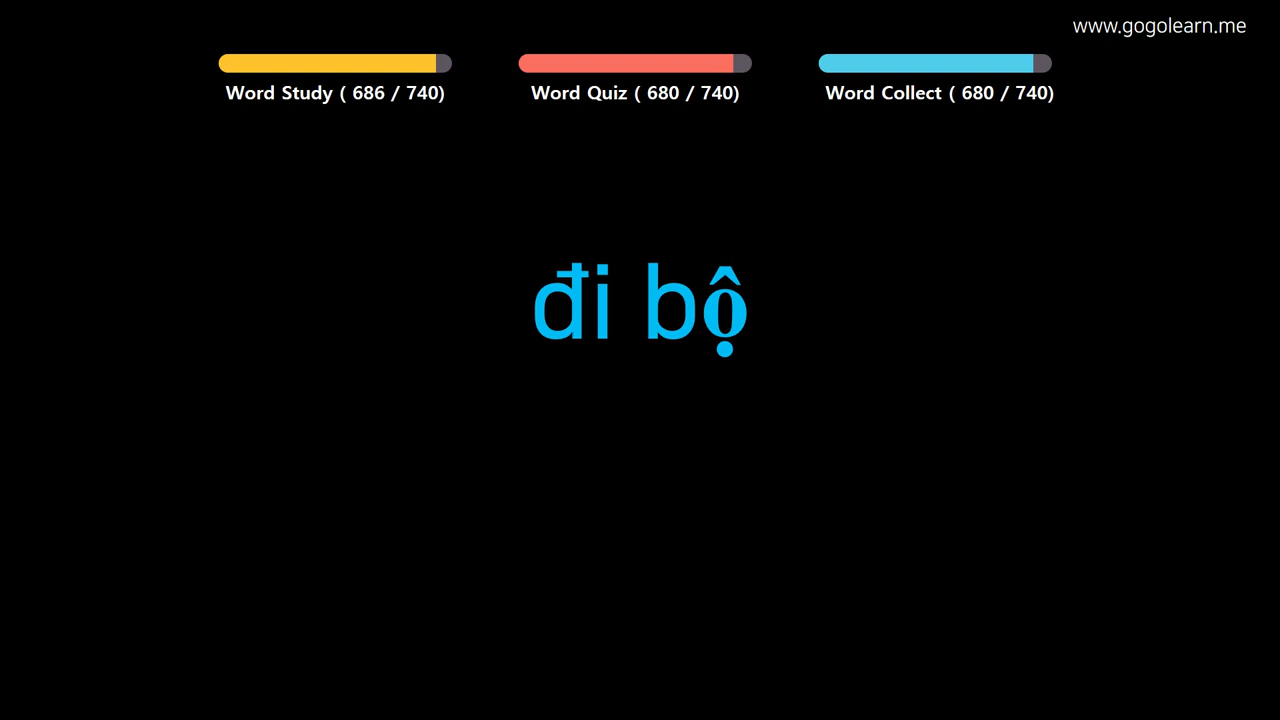 www.gogolearn.me
Word Study ( 686 / 740)
Word Quiz ( 680 / 740)
Word Collect ( 680 / 740)
đi bộ